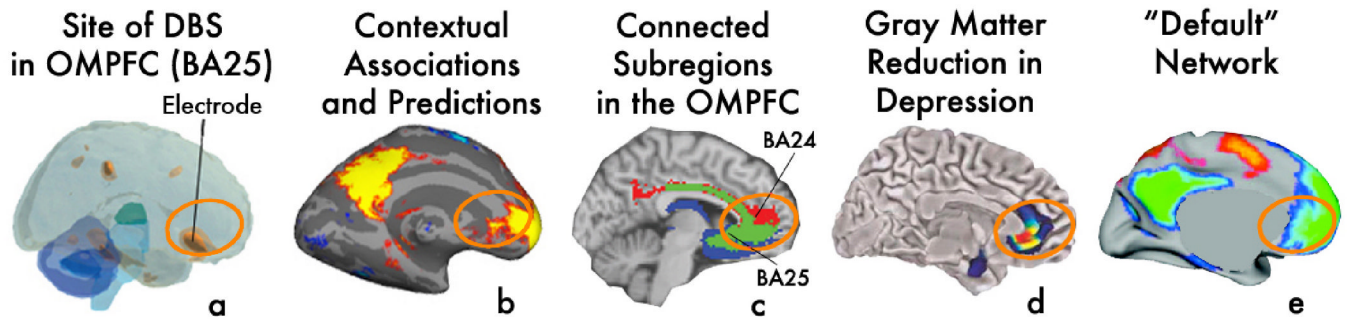 Site of DBS
in OMPFC (BA25)
Electrode
a
Contextual
Associations
and Predictions
b
Connected
Subregions
in the OMPFC
BA24
BA25
c
Gray Matter
Reduction in
Depression
d
“Default”
Network
e